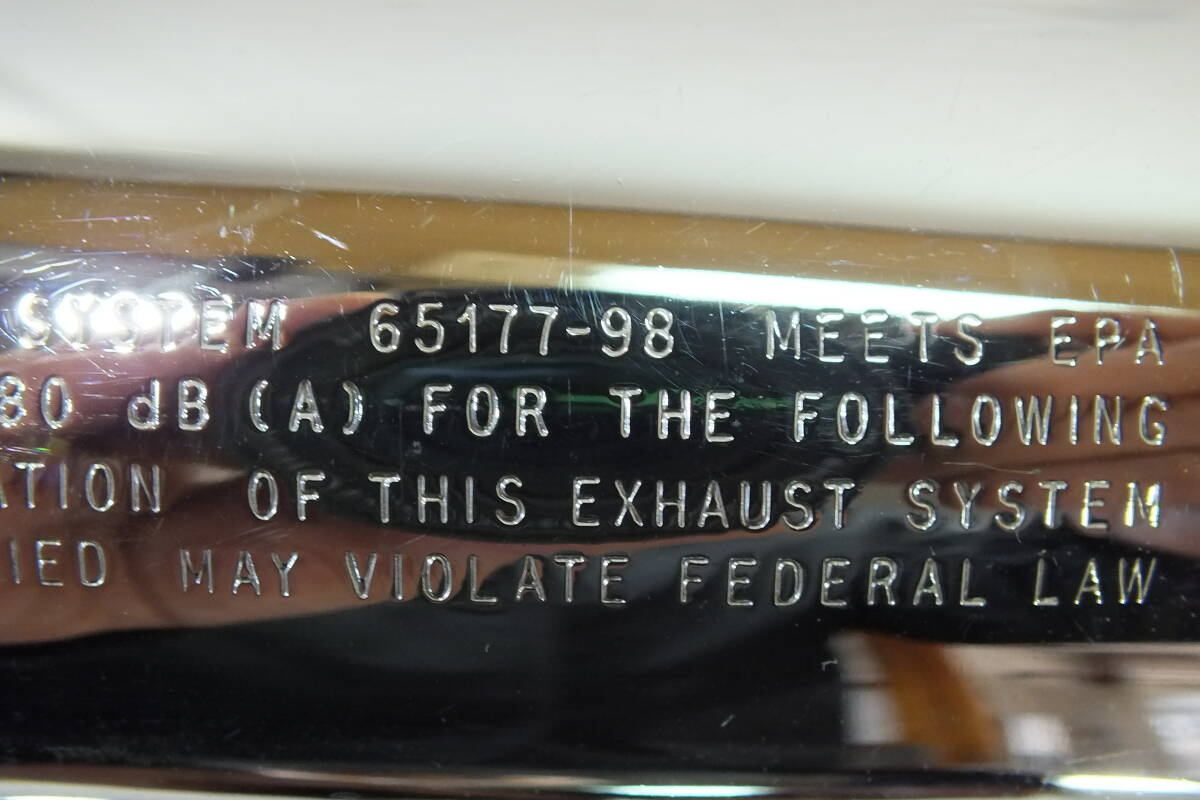 SYSTEM 65177-98 MEETS EPA
80 dB (A) FOR THE FOLLOWING
ATION OF THIS EXHAUST SYSTEM
IED MAY VIOLATE FEDERAL LAW